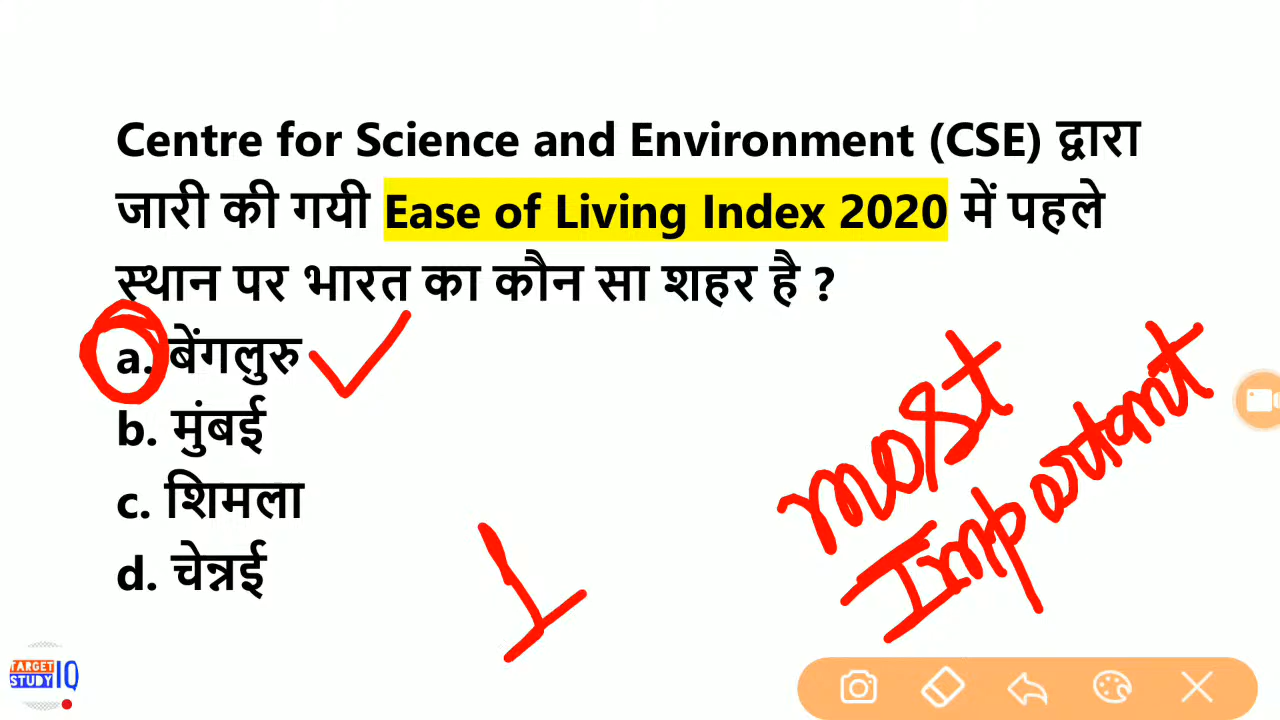 Centre for Science and Environment (CSE) द्वारा
जारी की गयी Ease of Living Index 2020 में पहले
स्थान पर भारत का कौन सा शहर है ?
a. बेंगलुरु
b. मुंबई
c. शिमला
d. चेन्नई
most
Important
1
TARGET
STUDY IQ